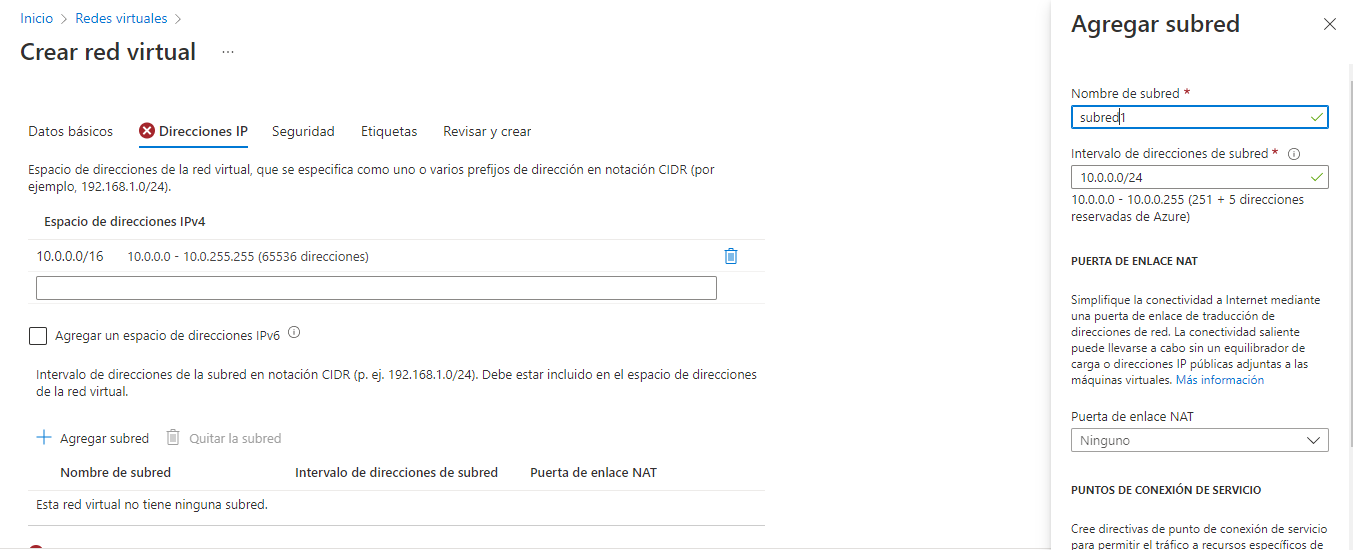 Inicio > Redes virtuales >
Crear red virtual ...
Datos básicos Direcciones IP Seguridad Etiquetas Revisar y crear
Espacio de direcciones de la red virtual, que se especifica como uno o varios prefijos de dirección en notación CIDR (por
ejemplo, 192.168.1.0/24).
Espacio de direcciones IPv4
10.0.0.0/16 10.0.0.0 - 10.0.255.255 (65536 direcciones)
Agregar un espacio de direcciones IPv6
Intervalo de direcciones de la subred en notación CIDR (p. ej. 192.168.1.0/24). Debe estar incluido en el espacio de direcciones
de la red virtual.
Agregar subred Quitar la subred
Nombre de subred Intervalo de direcciones de subred Puerta de enlace NAT
Esta red virtual no tiene ninguna subred.
Agregar subred
Nombre de subred *
subred1
Intervalo de direcciones de subred *
10.0.0.0/24
10.0.0.0 - 10.0.0.255 (251 + 5 direcciones
reservadas de Azure)
PUERTA DE ENLACE NAT
Simplifique la conectividad a Internet mediante
una puerta de enlace de traducción de
direcciones de red. La conectividad saliente
puede llevarse a cabo sin un equilibrador de
carga o direcciones IP públicas adjuntas a las
máquinas virtuales. Más información
Puerta de enlace NAT
Ninguno
PUNTOS DE CONEXIÓN DE SERVICIO
Cree directivas de punto de conexión de servicio
para permitir el tráfico a recursos específicos de